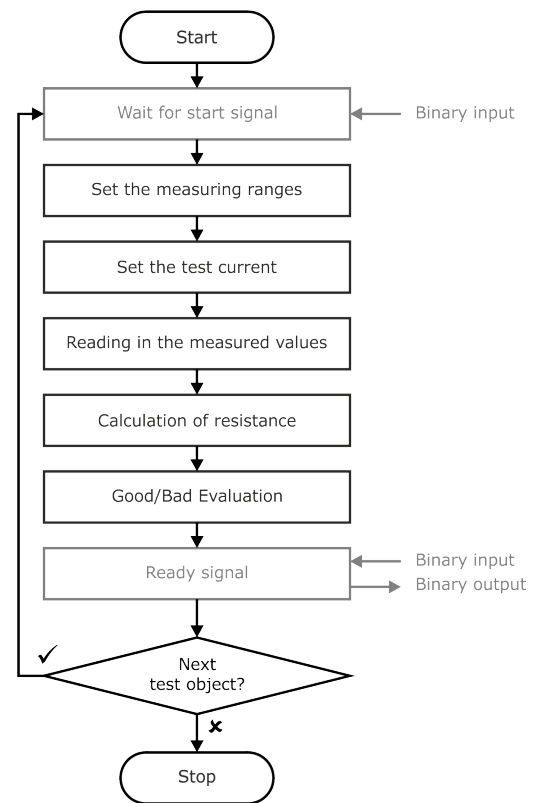 Start
Wait for start signal
Binary input
Set the measuring ranges
Set the test current
Reading in the measured values
Calculation of resistance
Good/Bad Evaluation
Ready signal
Binary input
Binary output
Next
test object?
Stop